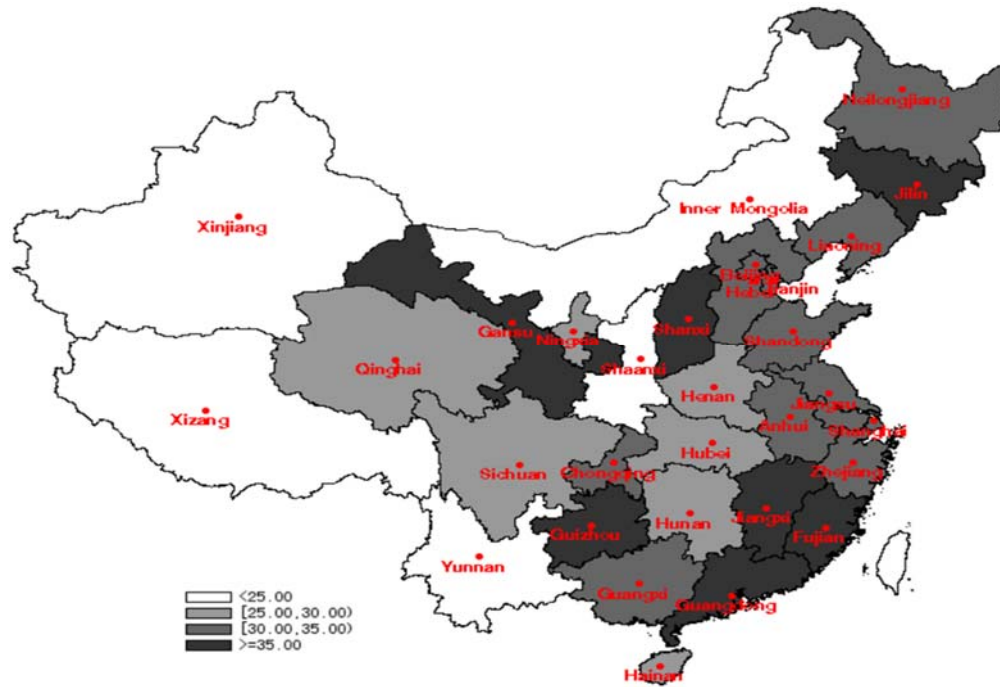 Heilongjiang
Jilin
Inner Mongolia
Xinjiang
Liaoning
Beijing
Hebei
Tianjin
Gansu
Ningxia
Shanxi
Shandong
Qinghai
Shaanxi
Henan
Jiangsu
Xizang
Anhui
Shanghai
Hubei
Sichuan
Chongqing
Zhejiang
Hunan
Jiangxi
Guizhou
Fujian
Yunnan
Guangxi
Guangdong
Hainan
<25.00
[25.00,30.00)
[30.00,35.00)
>=35.00